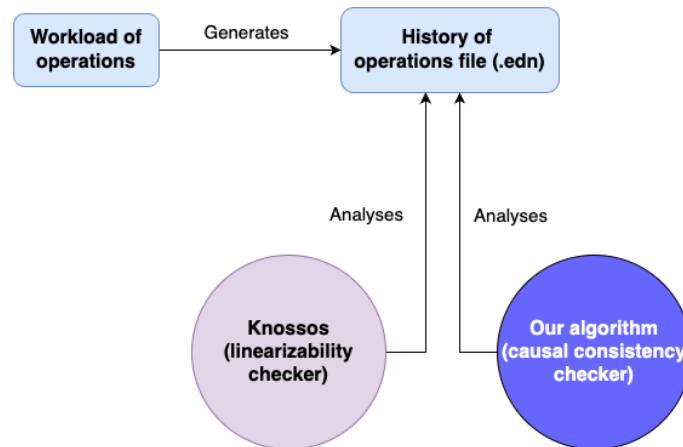 Workload of
operations
Generates
History of
operations file (.edn)
Analyses
Analyses
Knossos
(linearizability
checker)
Our algorithm
(causal consistency
checker)